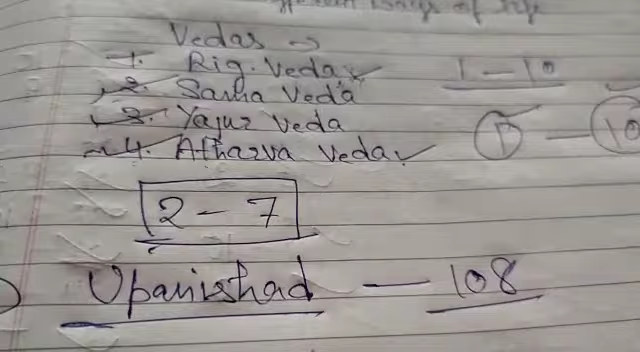 Vedas →
1. Rig. Veda
1 - 10
2. Sama Veda
3. Yajur Veda
4. Atharva Veda
10
2 - 7
Upanishad - 108